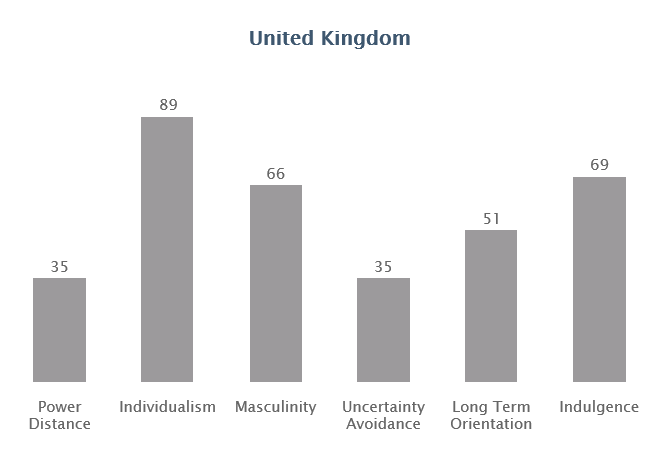 United Kingdom
89
66
69
51
35
35
Power
Distance
Individualism
Masculinity
Uncertainty
Avoidance
Long Term
Orientation
Indulgence